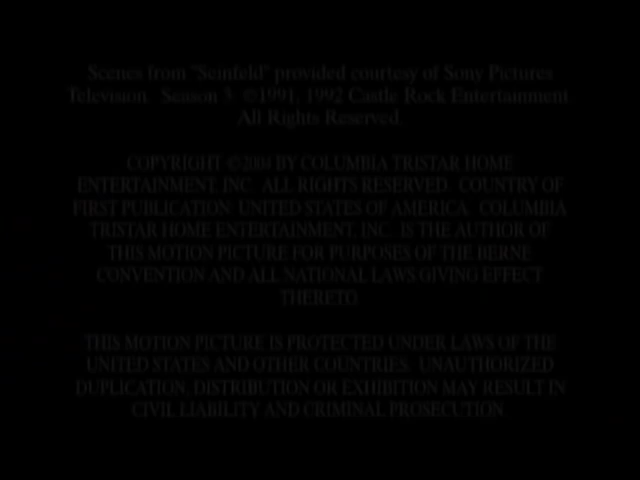 Scenes from "Seinfeld" provided courtesy of Sony Pictures
Television. Season 3: ©1991, 1992 Castle Rock Entertainment.
All Rights Reserved.
COPYRIGHT ©2004 BY COLUMBIA TRISTAR HOME
ENTERTAINMENT, INC. ALL RIGHTS RESERVED. COUNTRY OF
FIRST PUBLICATION: UNITED STATES OF AMERICA. COLUMBIA
TRISTAR HOME ENTERTAINMENT, INC. IS THE AUTHOR OF
THIS MOTION PICTURE FOR PURPOSES OF THE BERNE
CONVENTION AND ALL NATIONAL LAWS GIVING EFFECT
THERETO.
THIS MOTION PICTURE IS PROTECTED UNDER LAWS OF THE
UNITED STATES AND OTHER COUNTRIES. UNAUTHORIZED
DUPLICATION, DISTRIBUTION OR EXHIBITION MAY RESULT IN
CIVIL LIABILITY AND CRIMINAL PROSECUTION.